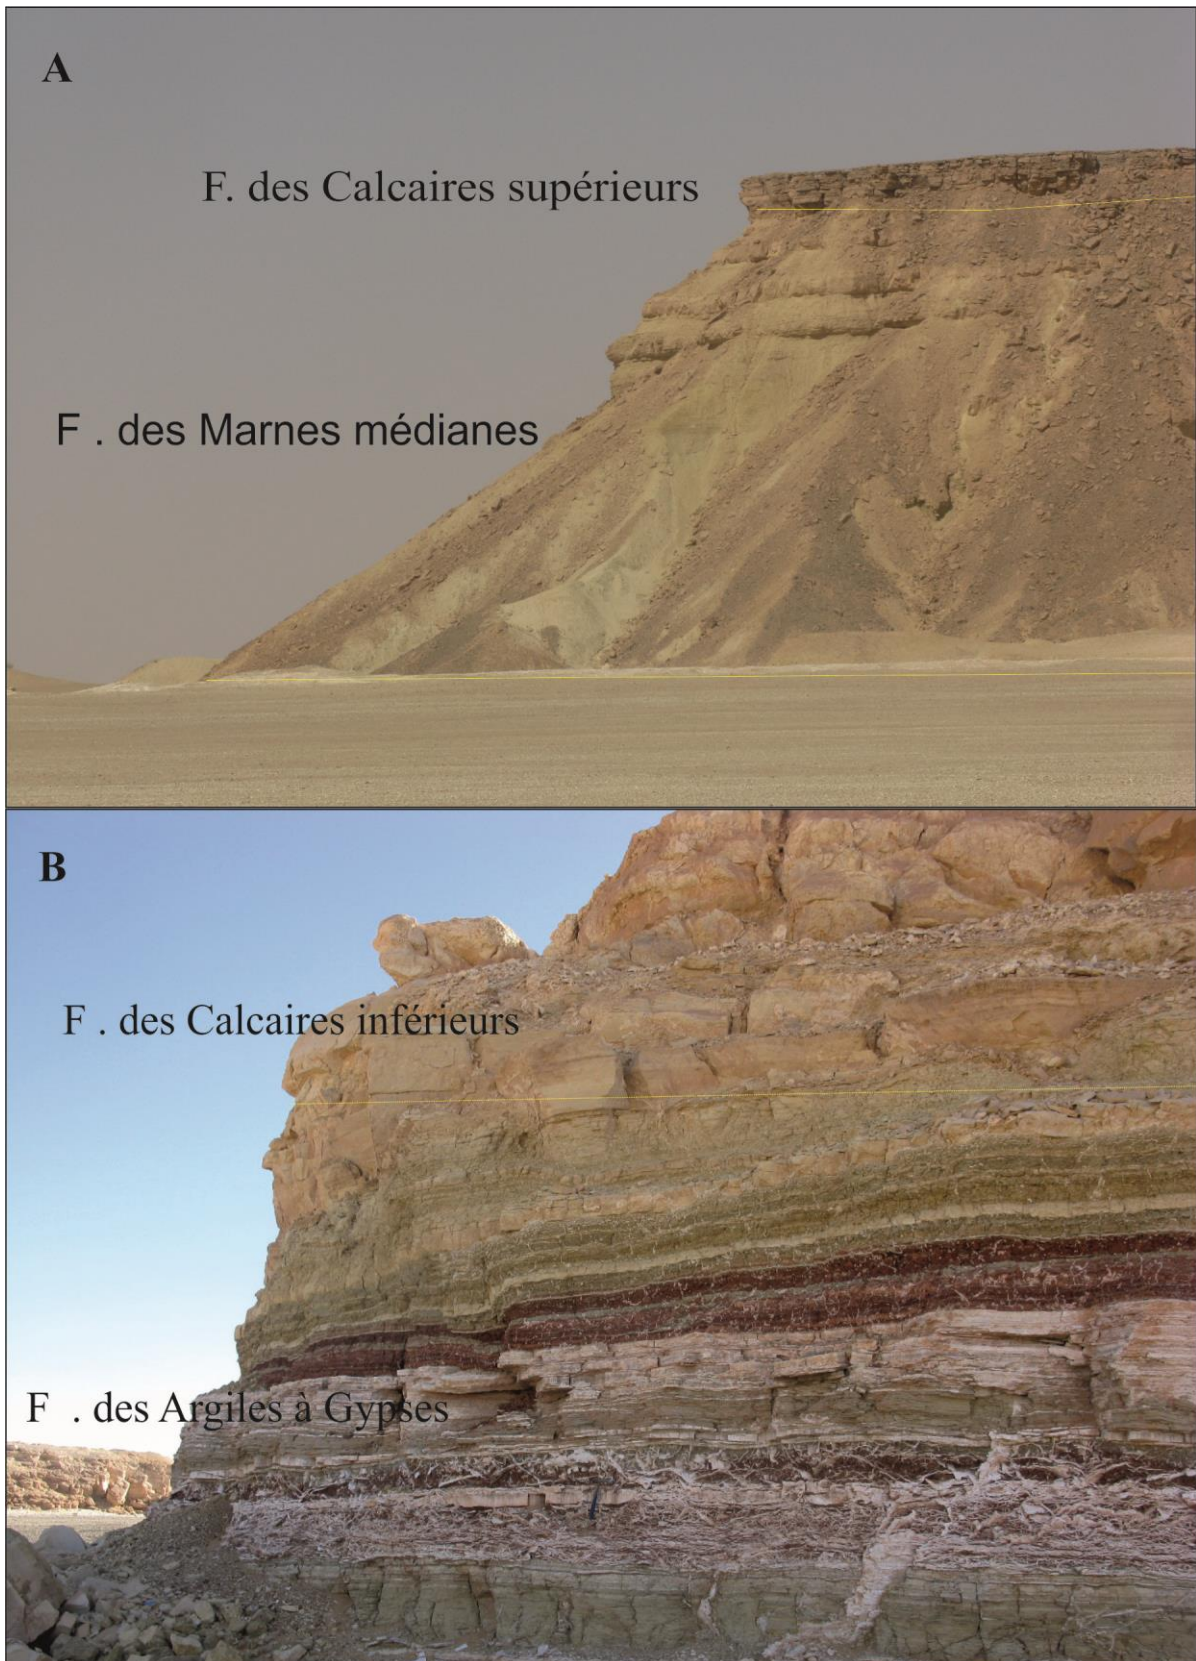 A
F. des Calcaires supérieurs
F . des Marnes médianes
B
F . des Calcaires inférieurs
F . des Argiles à Gypses